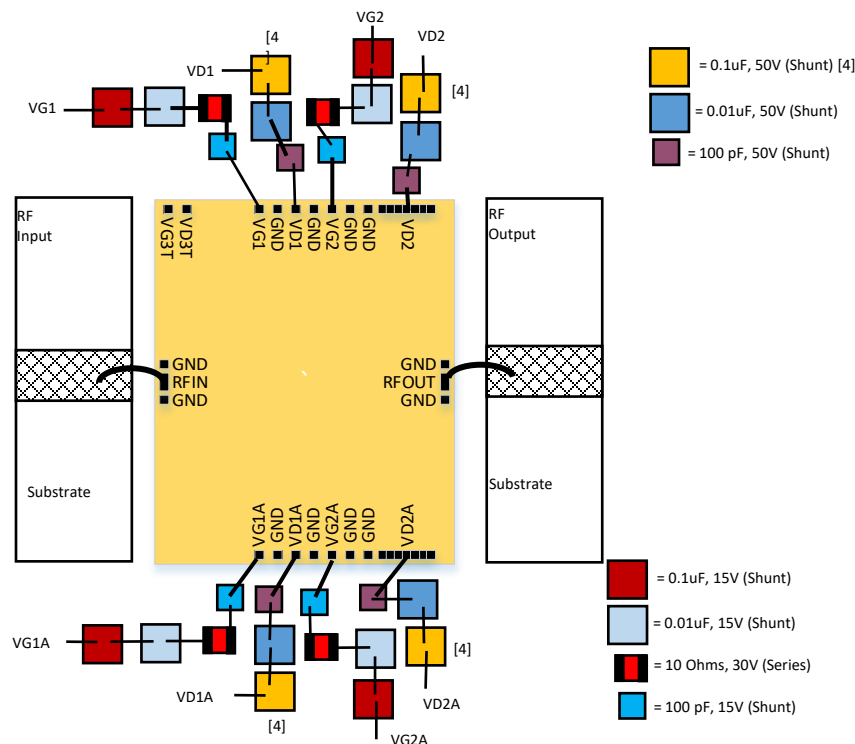 VG2
[4
]
VD2
VD1
[4]
VG1
= 0.1uF, 50V (Shunt) [4]
= 0.01uF, 50V (Shunt)
= 100 pF, 50V (Shunt)
RF
Input
VG3T
VD3T
VG1
GND
VD1
GND
VG2
GND
GND
VD2
RF
Output
GND
RFIN
GND
GND
RFOUT
GND
Substrate
Substrate
VG1A
GND
VD1A
GND
VG2A
GND
GND
VD2A
= 0.1uF, 15V (Shunt)
= 0.01uF, 15V (Shunt)
= 10 Ohms, 30V (Series)
= 100 pF, 15V (Shunt)
VG1A
[4]
VD1A
[4]
VD2A
VG2A